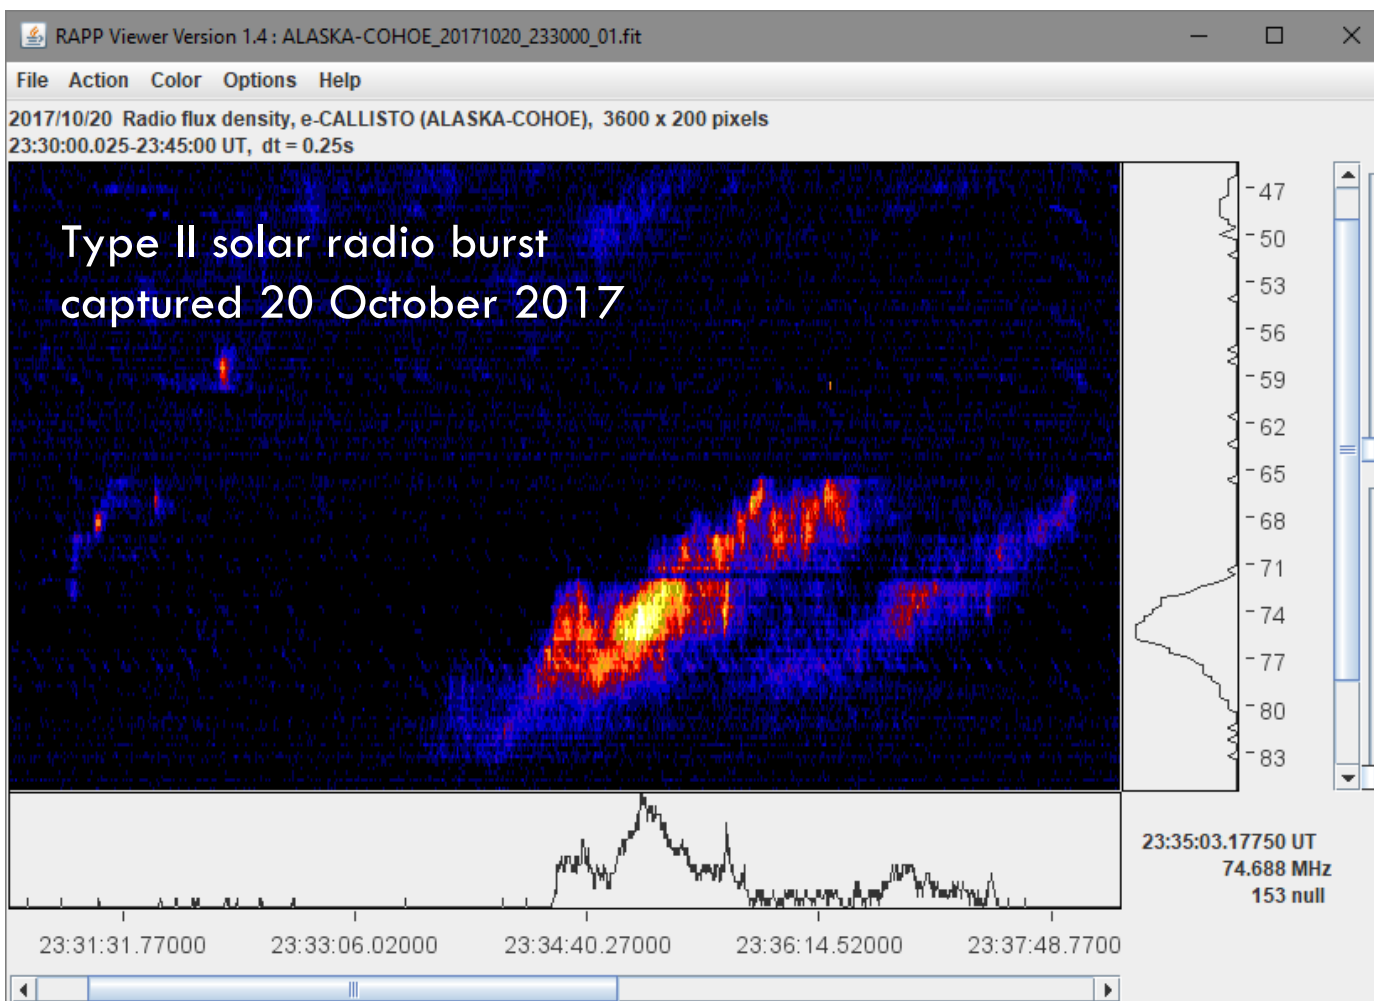 RAPP Viewer Version 1.4 : ALASKA-COHOE_20171020_233000_01.fit
File Action Color Options Help
2017/10/20 Radio flux density, e-CALLISTO (ALASKA-COHOE), 3600 x 200 pixels
23:30:00.025-23:45:00 UT, dt = 0.25s
Type II solar radio burst
captured 20 October 2017
47
50
53
56
59
62
65
68
71
74
77
80
83
23:35:03.17750 UT
74.688 MHz
153 null
23:31:31.77000 23:33:06.02000 23:34:40.27000 23:36:14.52000 23:37:48.7700